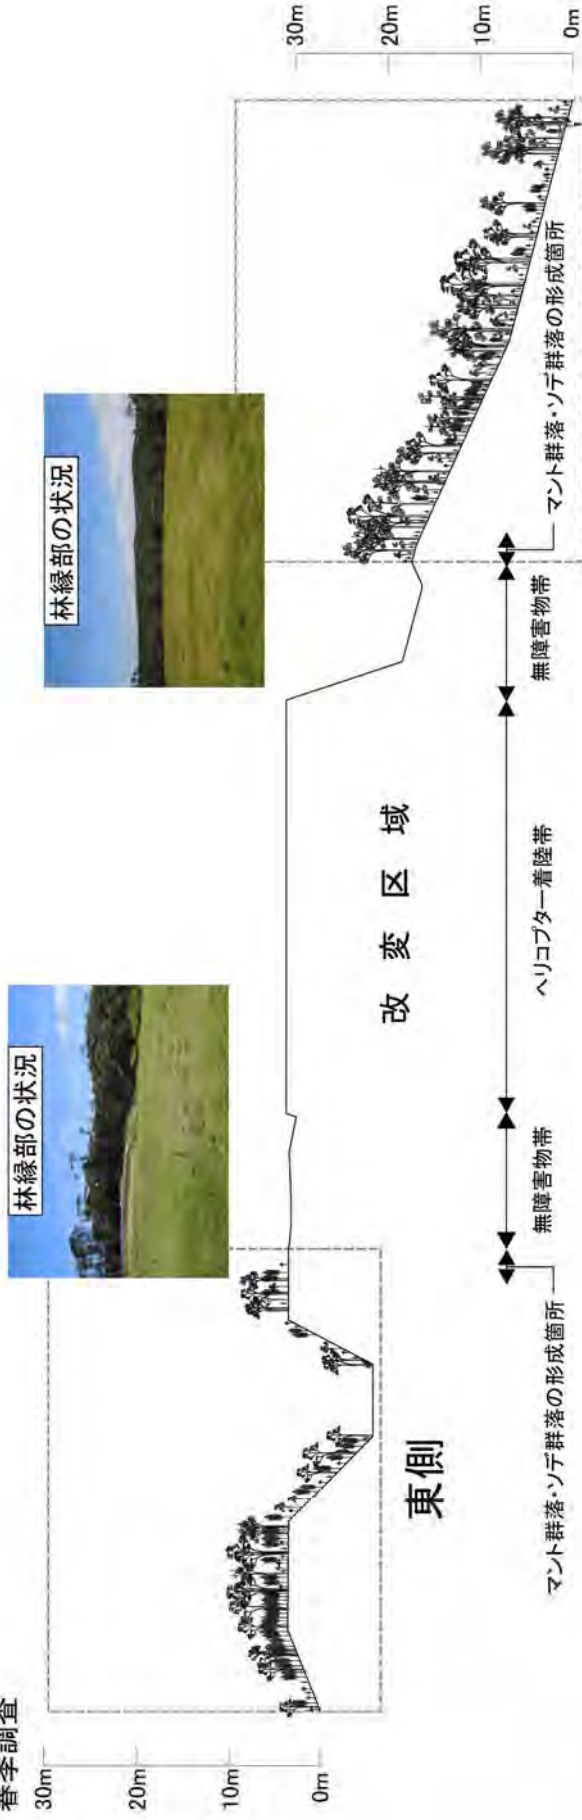 春季調査
30m
20m
10m
0m
林縁部の状況
林縁部の状況
30m
20m
10m
0m
東側
改変区域
マント群落・ソデ群落の形成箇所
無障害物帯
ヘリコプター着陸帯
無障害物帯
マント群落・ソデ群落の形成箇所